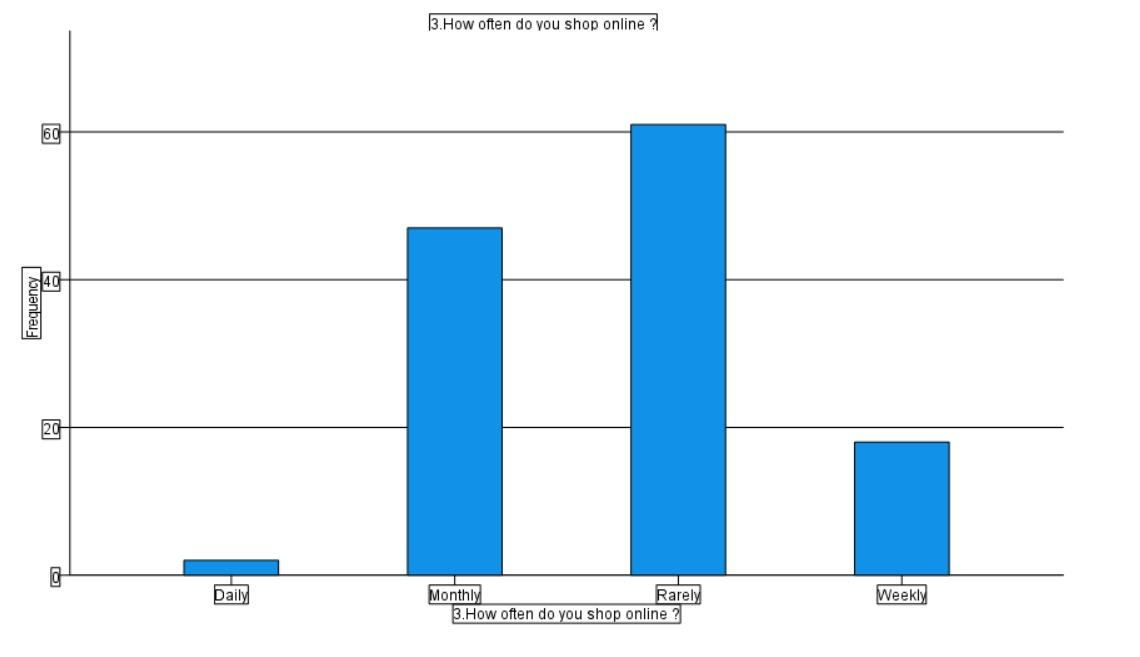 3.How often do you shop online ?
60
40
20
0
Frequency
Daily
Monthly
Rarely
Weekly
3.How often do you shop online ?